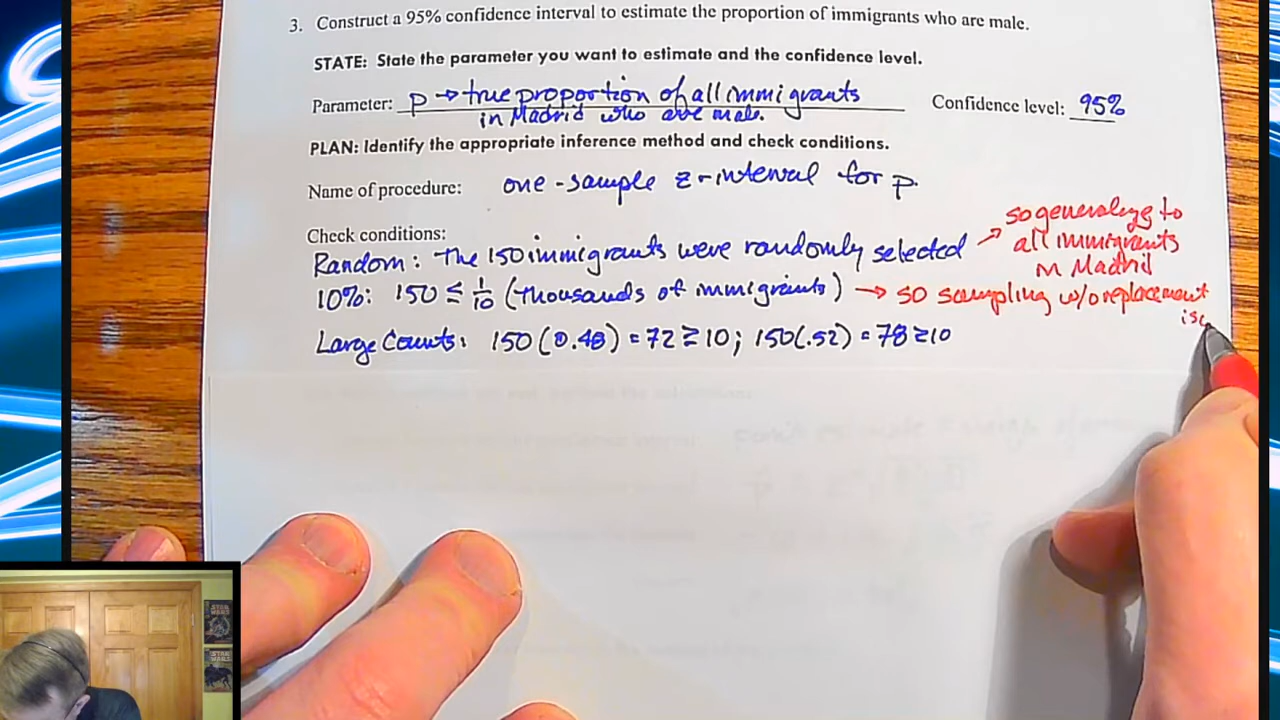 3. Construct a 95% confidence interval to estimate the proportion of immigrants who are male.
STATE: State the parameter you want to estimate and the confidence level.
Parameter: p → true proportion of all immigrants
in Madrid who are male.
Confidence level: 95%
PLAN: Identify the appropriate inference method and check conditions.
Name of procedure: one-sample z-interval for p.
Check conditions:
Random: The 150 immigrants were randomly selected → so generalize to
all immigrants
in Madrid
10%: 150 ≤ 1/10 (thousands of immigrants) → so sampling w/o replacement
is
Large Counts: 150(0.48) = 72 ≥ 10; 150(.52) = 78 ≥ 10
STAR
WARS
STAR
WARS